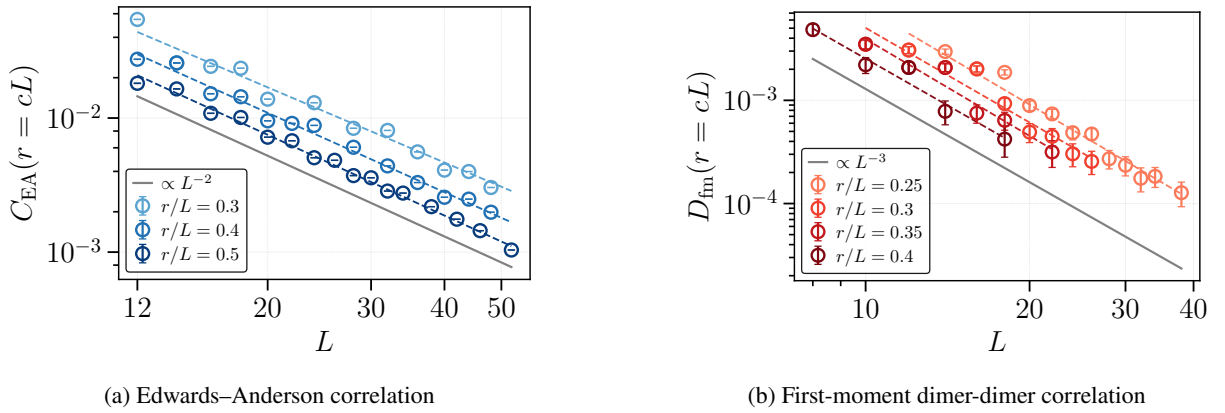 C_EA(r = cL)
10^−2
10^−3
∝ L^−2
r/L = 0.3
r/L = 0.4
r/L = 0.5
12 20 30 40 50
L
(a) Edwards–Anderson correlation
D_fm(r = cL)
10^−3
10^−4
∝ L^−3
r/L = 0.25
r/L = 0.3
r/L = 0.35
r/L = 0.4
10 20 30 40
L
(b) First-moment dimer-dimer correlation